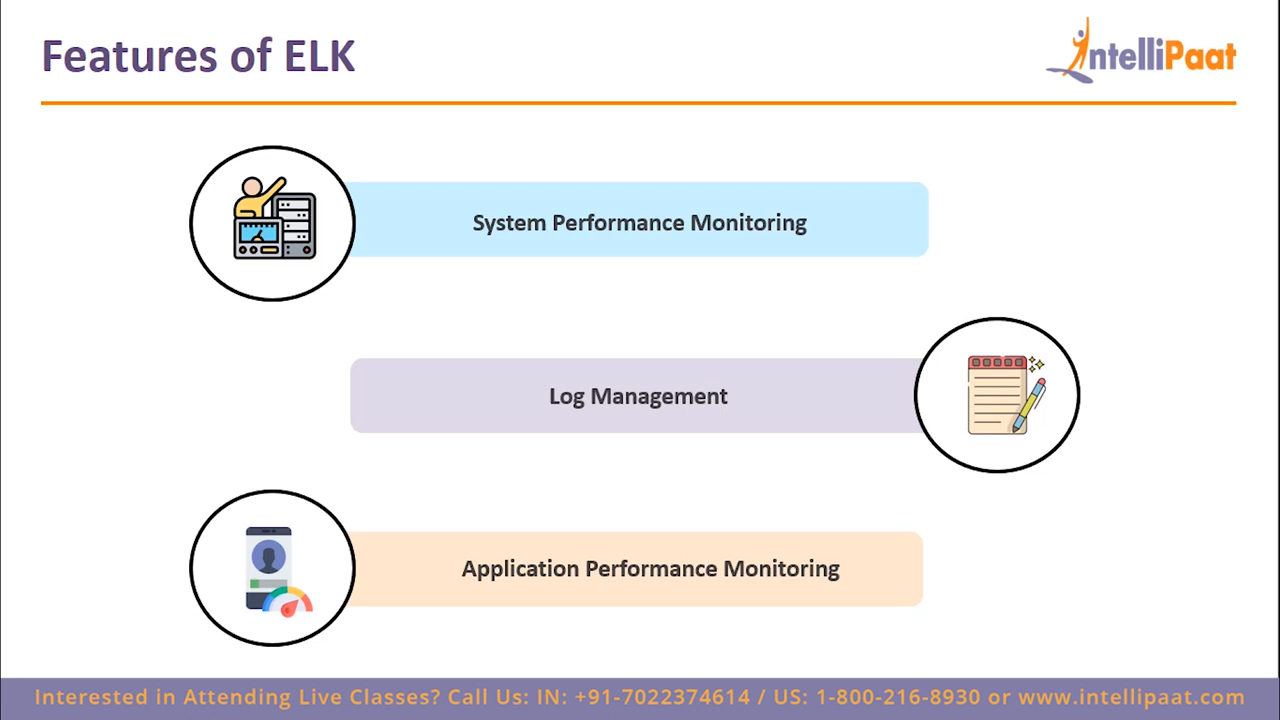 Features of ELK
IntelliPaat
System Performance Monitoring
Log Management
Application Performance Monitoring
Interested in Attending Live Classes? Call Us: IN: +91-7022374614 / US: 1-800-216-8930 or www.intellipaat.com